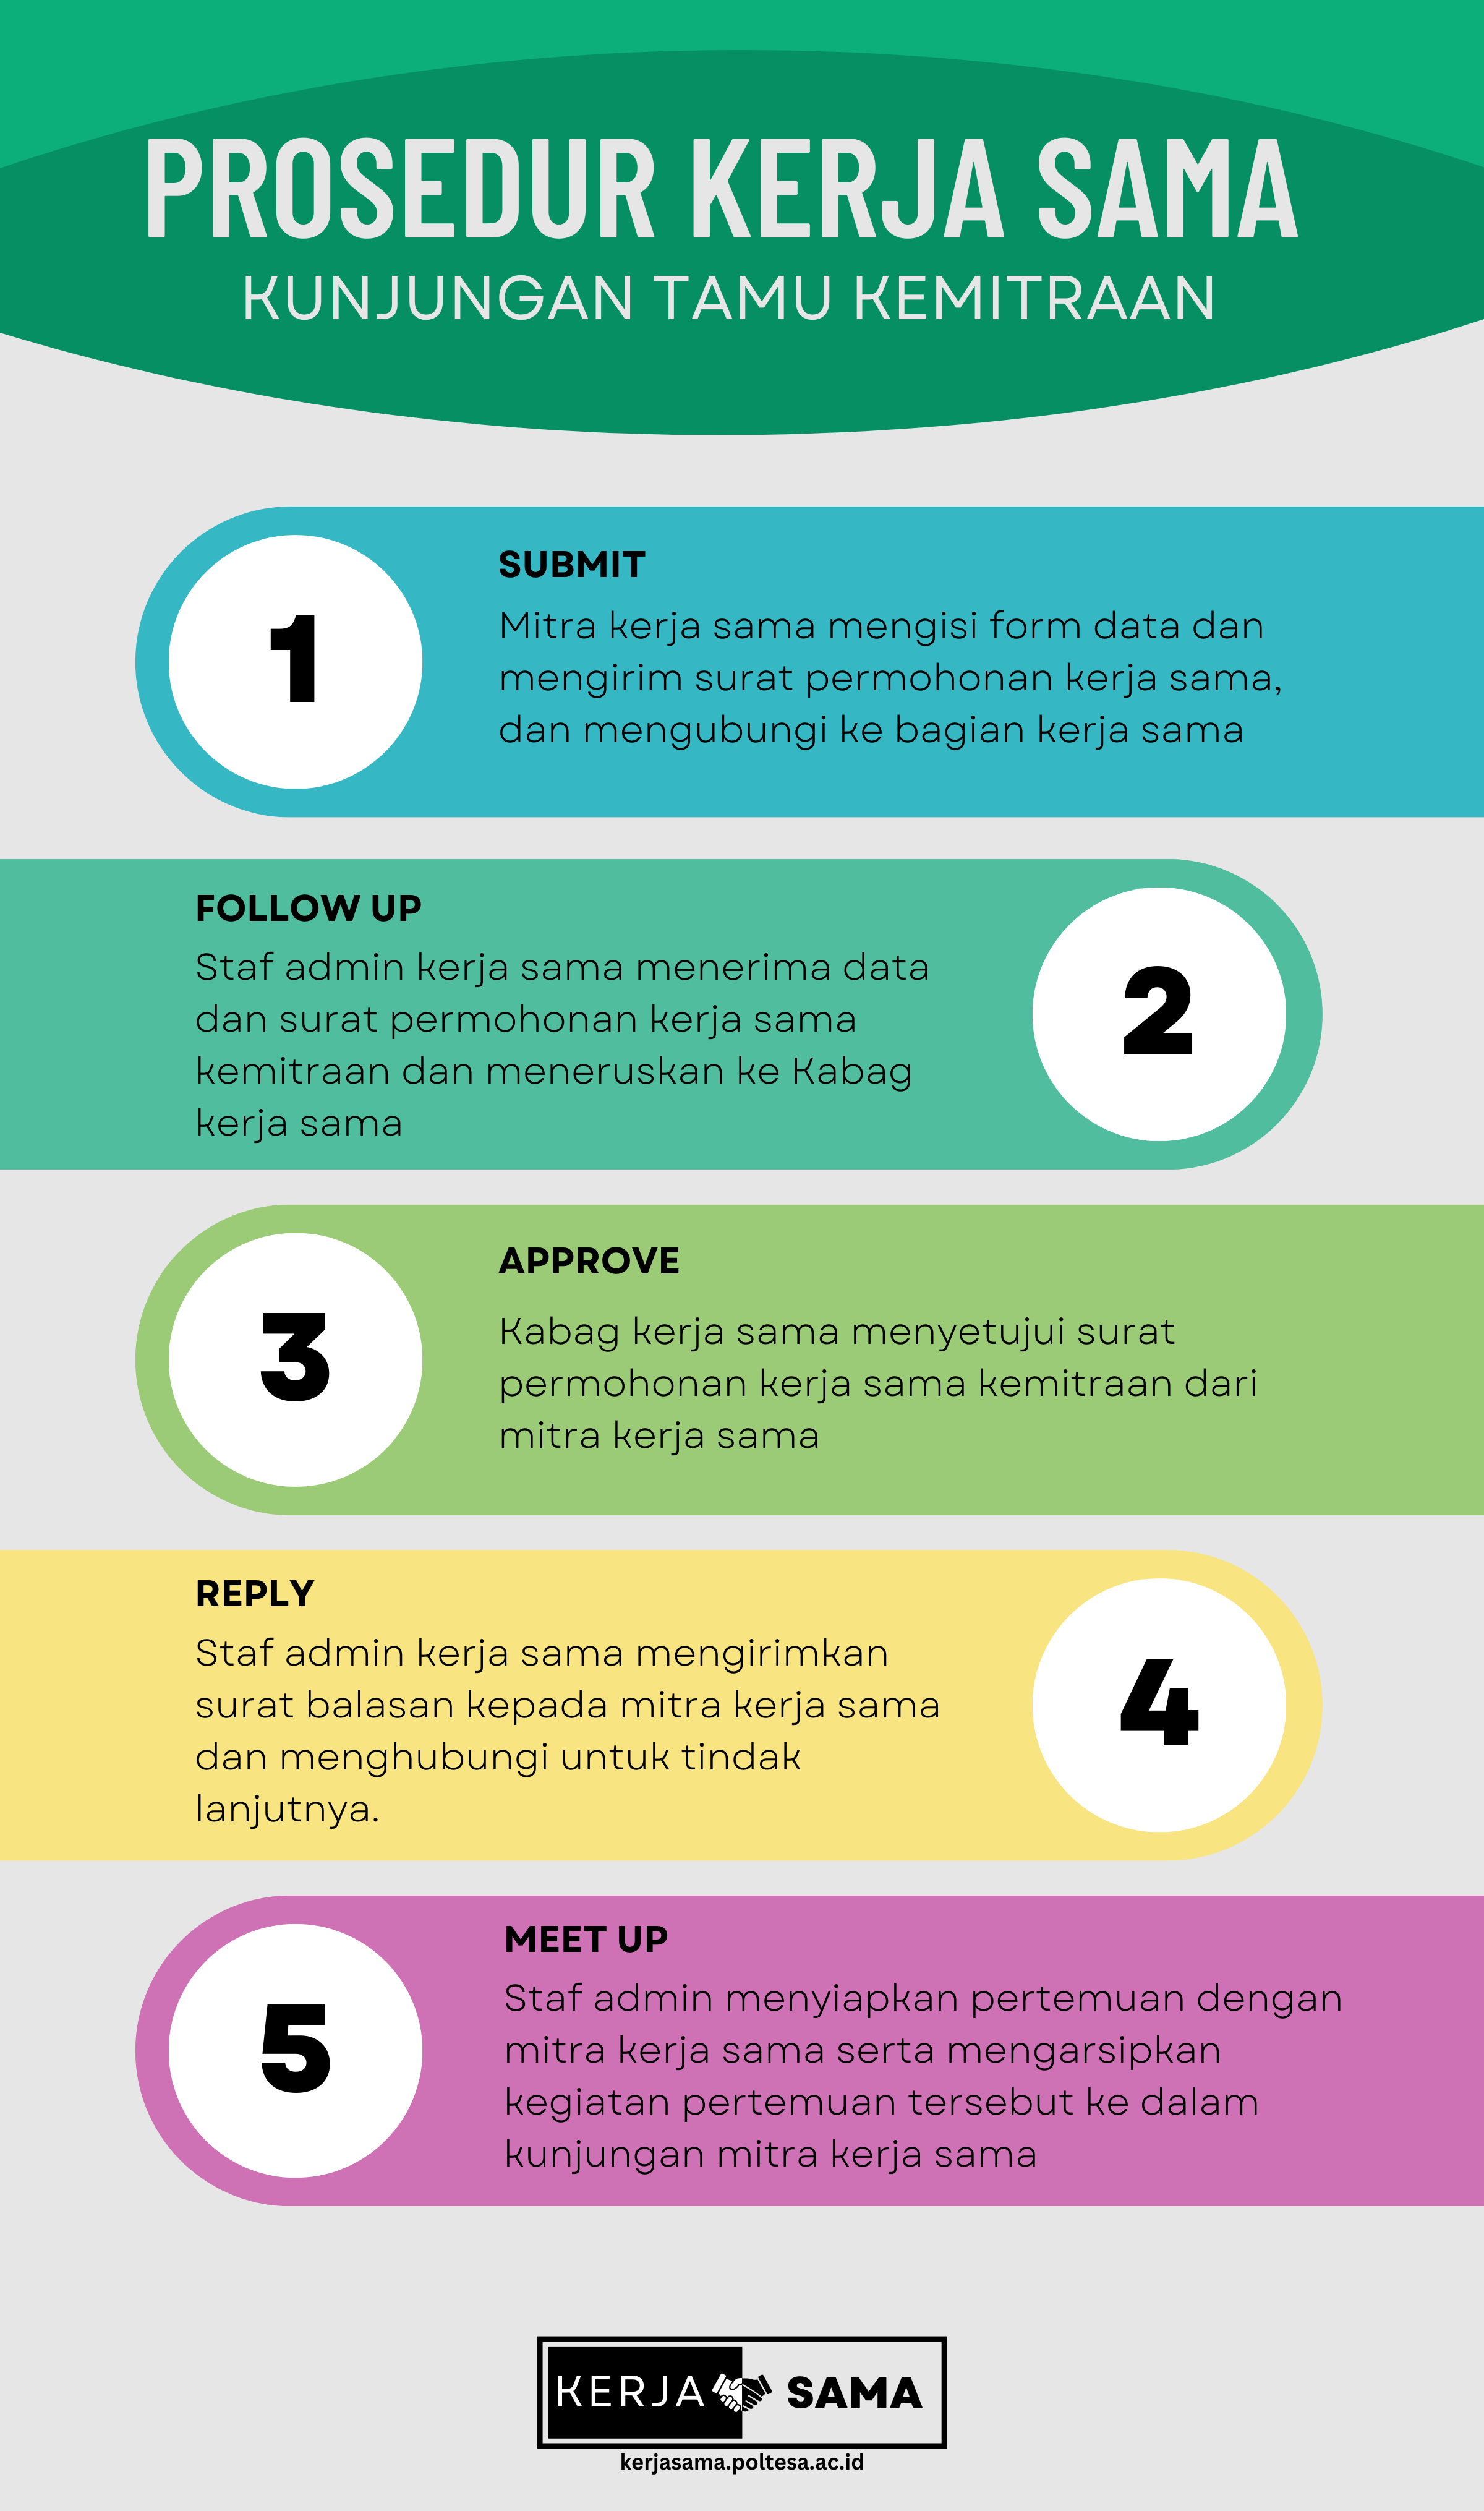 PROSEDUR KERJA SAMA
KUNJUNGAN TAMU KEMITRAAN
1
SUBMIT
Mitra kerja sama mengisi form data dan
mengirim surat permohonan kerja sama,
dan mengubungi ke bagian kerja sama
FOLLOW UP
Staf admin kerja sama menerima data
dan surat permohonan kerja sama
kemitraan dan meneruskan ke Kabag
kerja sama
2
3
APPROVE
Kabag kerja sama menyetujui surat
permohonan kerja sama kemitraan dari
mitra kerja sama
REPLY
Staf admin kerja sama mengirimkan
surat balasan kepada mitra kerja sama
dan menghubungi untuk tindak
lanjutnya.
4
5
MEET UP
Staf admin menyiapkan pertemuan dengan
mitra kerja sama serta mengarsipkan
kegiatan pertemuan tersebut ke dalam
kunjungan mitra kerja sama
KERJA SAMA
kerjasama.poltesa.ac.id